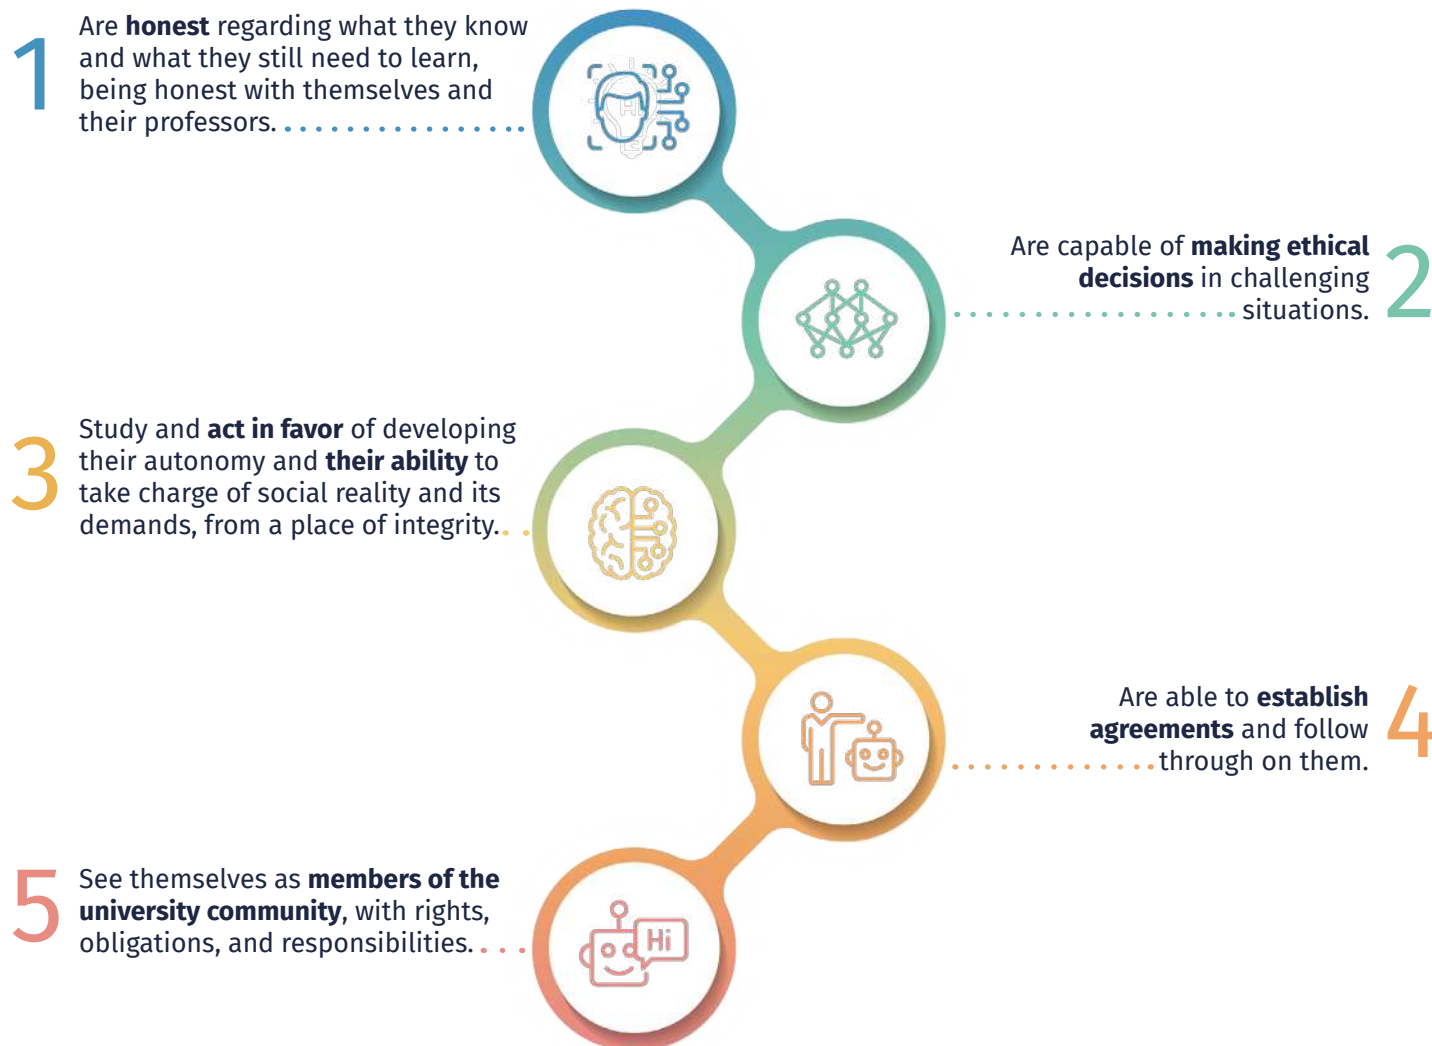 1
Are honest regarding what they know
and what they still need to learn,
being honest with themselves and
their professors.
Are capable of making ethical
decisions in challenging
situations.
2
3
Study and act in favor of developing
their autonomy and their ability to
take charge of social reality and its
demands, from a place of integrity.
Are able to establish
agreements and follow
through on them.
4
5
See themselves as members of the
university community, with rights,
obligations, and responsibilities.
Hi